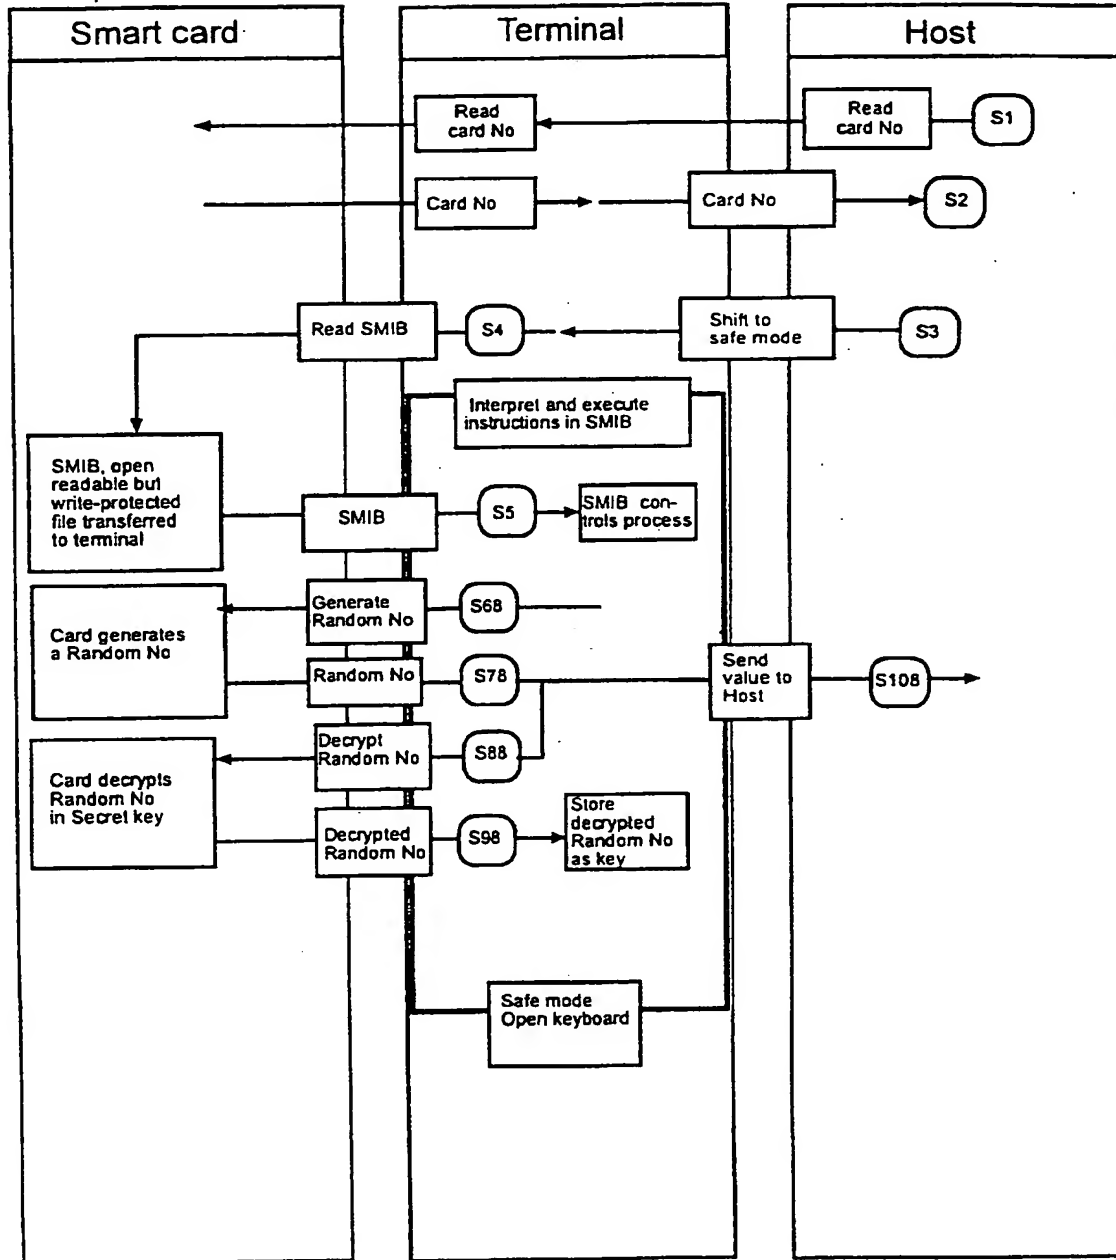 Smart card
Terminal
Host
Read
card No
Read
card No
S1
Card No
Card No
S2
Read SMIB
S4
Shift to
safe mode
S3
Interpret and execute
instructions in SMIB
SMIB, open
readable but
write-protected
file transferred
to terminal
SMIB
S5
SMIB con-
trols process
Generate
Random No
S68
Card generates
a Random No
Random No
S78
Send
value to
Host
S108
Decrypt
Random No
S88
Card decrypts
Random No
in Secret key
Decrypted
Random No
S98
Store
decrypted
Random No
as key
Safe mode
Open keyboard